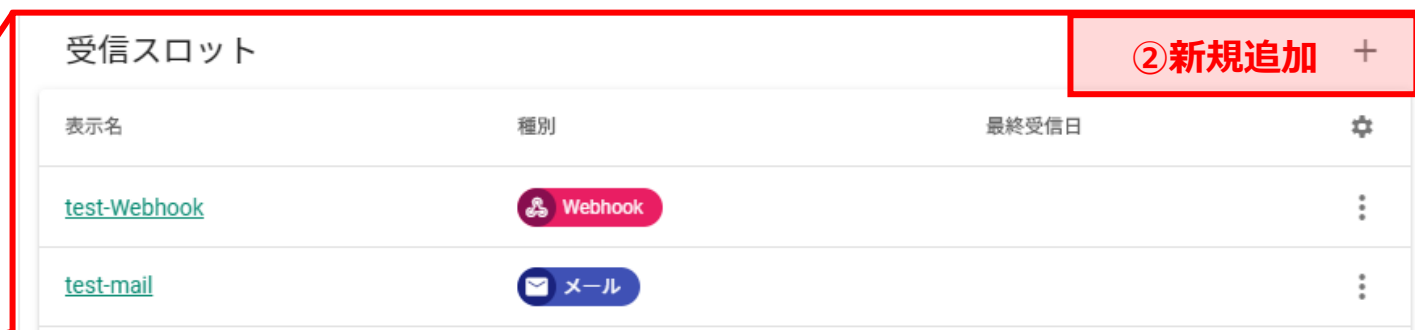 受信スロット
②新規追加 +
表示名 種別 最終受信日
test-Webhook Webhook
test-mail メール